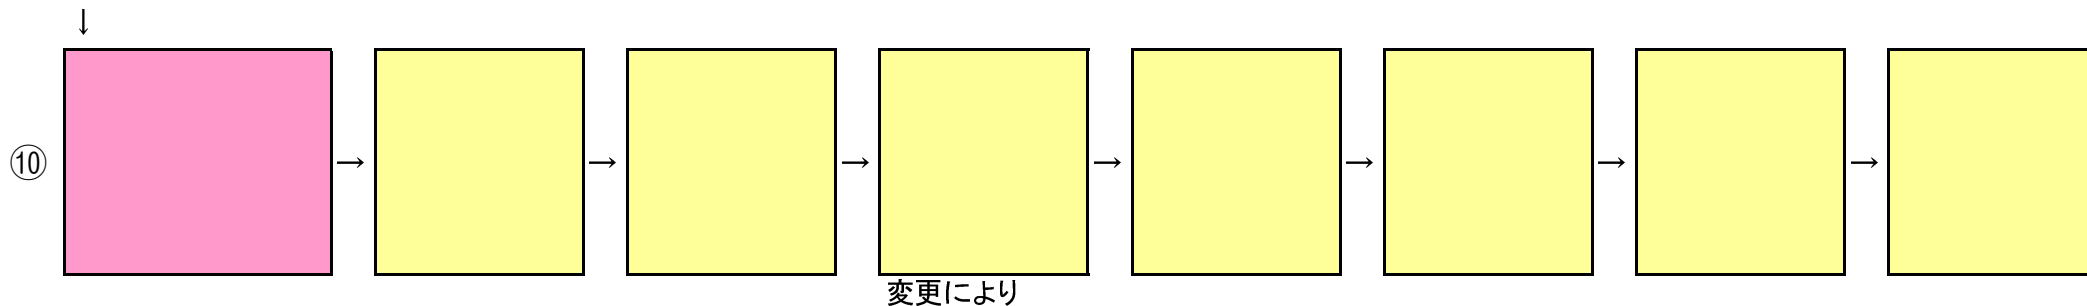 ↓
⑩ → → → → → → →
変更により